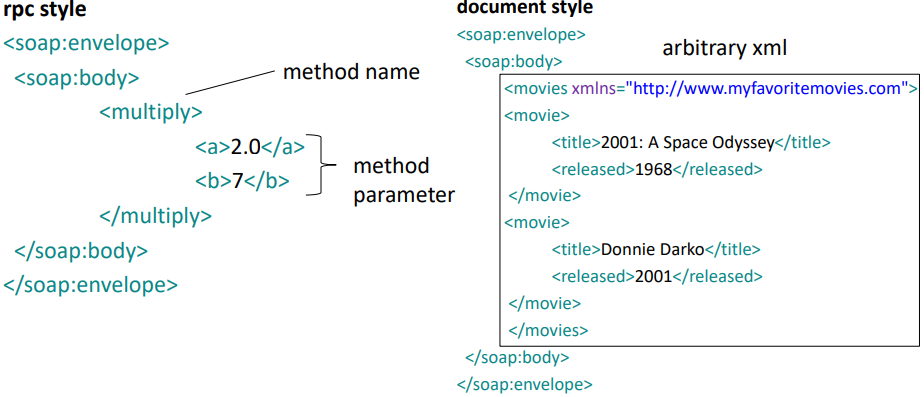 rpc style
<soap:envelope>
<soap:body>
method name
<multiply>
<a>2.0</a>
<b>7</b>
method
parameter
</multiply>
</soap:body>
</soap:envelope>
document style
<soap:envelope>
arbitrary xml
<soap:body>
<movies xmlns="http://www.myfavoritemovies.com">
<movie>
<title>2001: A Space Odyssey</title>
<released>1968</released>
</movie>
<movie>
<title>Donnie Darko</title>
<released>2001</released>
</movie>
</movies>
</soap:body>
</soap:envelope>